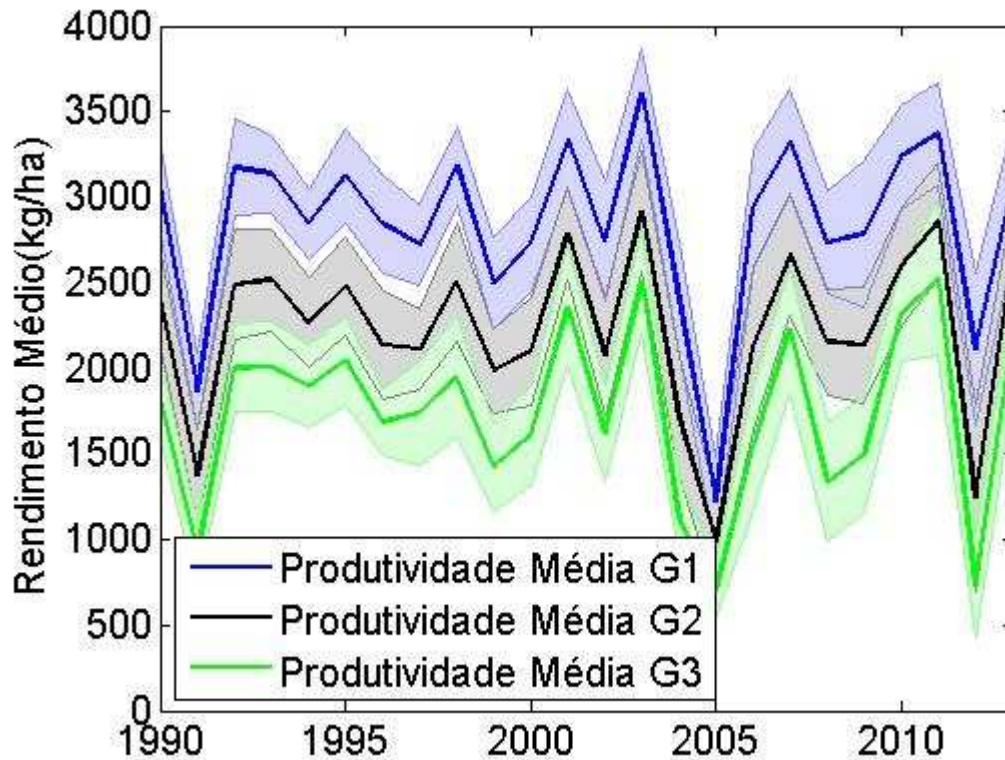 4000
3500
3000
2500
2000
1500
1000
500
0
Rendimento Médio(kg/ha)
Produtividade Média G1
Produtividade Média G2
Produtividade Média G3
1990 1995 2000 2005 2010